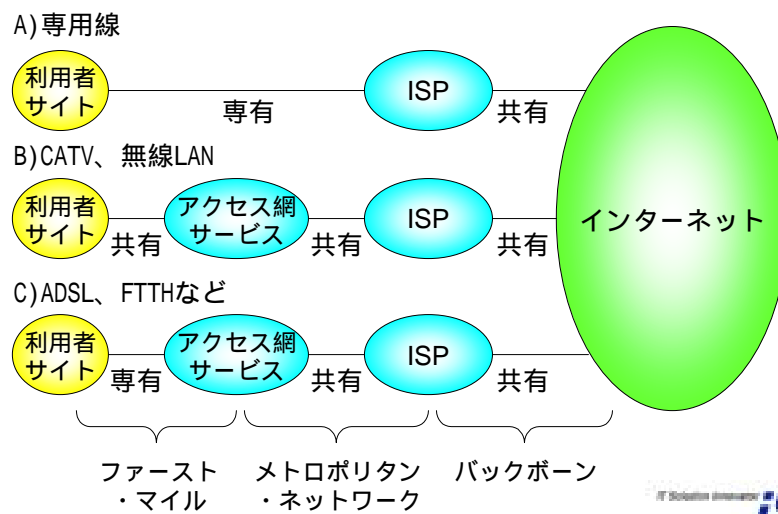 A)専用線
利用者
サイト
専有
ISP
共有
B)CATV、無線LAN
利用者
サイト
共有
アクセス網
サービス
共有
ISP
共有
インターネット
C)ADSL、FTTHなど
利用者
サイト
専有
アクセス網
サービス
共有
ISP
共有
ファースト
・マイル
メトロポリタン
・ネットワーク
バックボーン
IT Solution Innovator